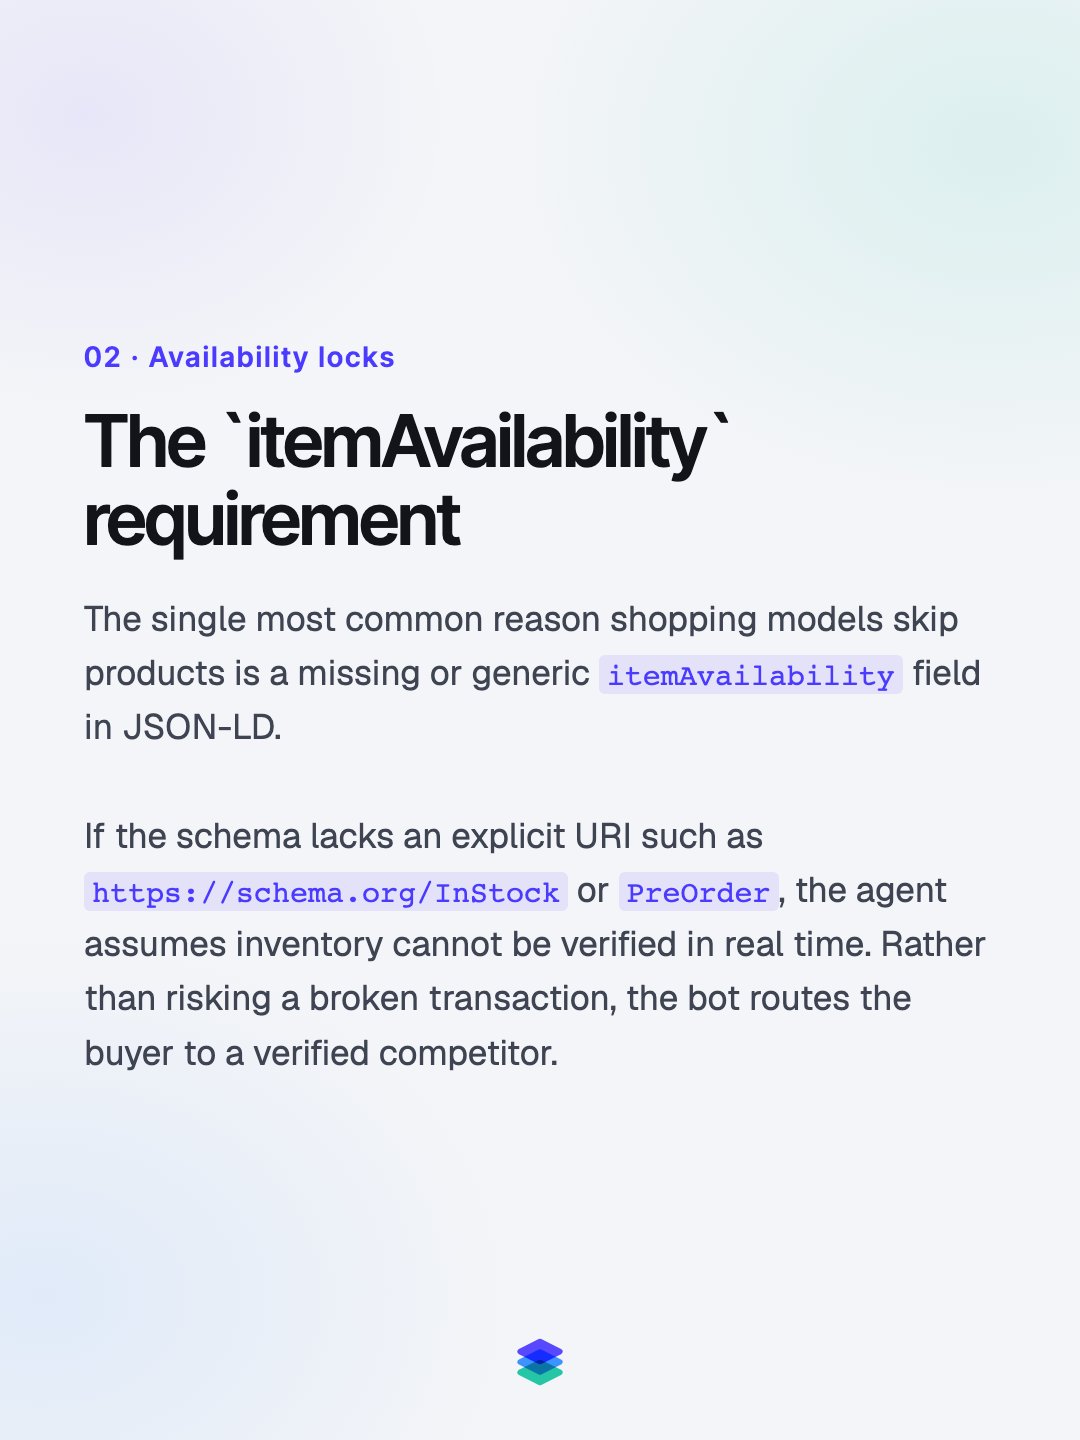 02 · Availability locks
The `itemAvailability`
requirement
The single most common reason shopping models skip
products is a missing or generic itemAvailability field
in JSON-LD.
If the schema lacks an explicit URI such as
https://schema.org/InStock or PreOrder, the agent
assumes inventory cannot be verified in real time. Rather
than risking a broken transaction, the bot routes the
buyer to a verified competitor.